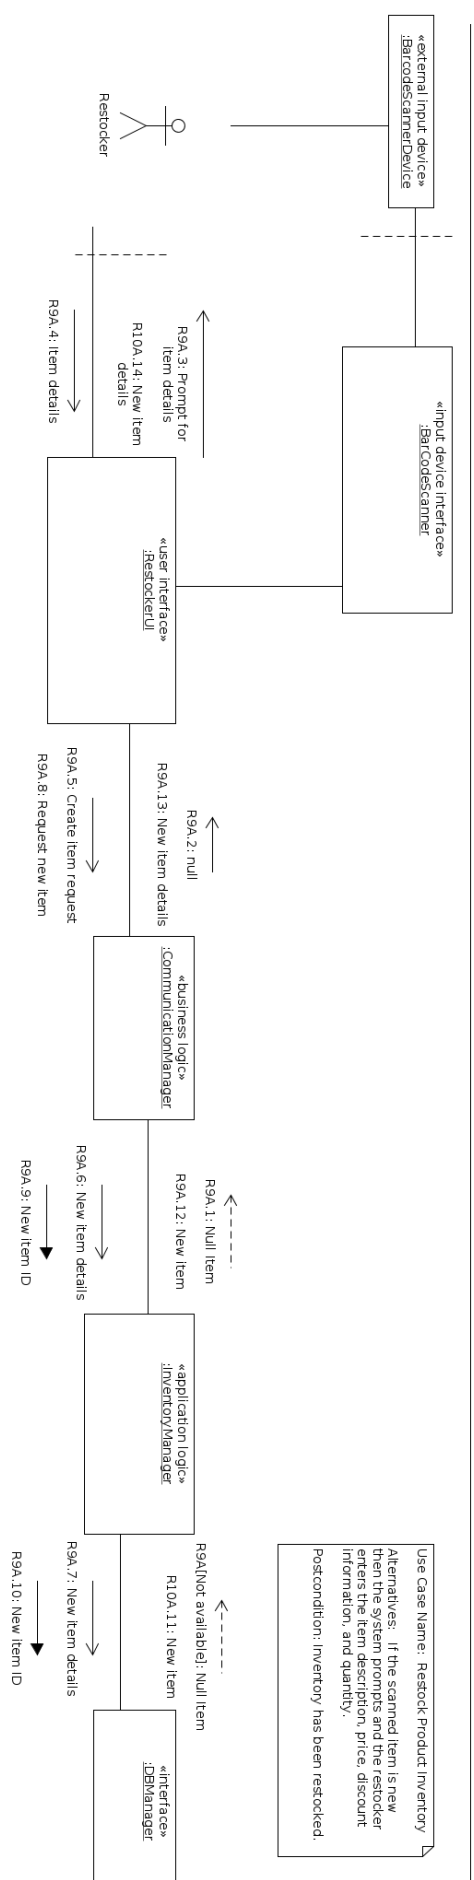 «external input device»
:BarcodeScannerDevice
Restocker
«input device interface»
:BarCodeScanner
R9A.3: Prompt for
item details
R10A.14: New item
details
R9A.4: Item details
«user interface»
:RestockerUI
R9A.2: null
R9A.13: New item details
R9A.5: Create item request
R9A.8: Request new item
«business logic»
:CommunicationManager
R9A.1: Null Item
R9A.12: New Item
R9A.6: New item details
R9A.9: New item ID
«application logic»
:InventoryManager
Use Case Name: Restock Product Inventory
Alternatives: If the scanned item is new
then the system prompts and the restocker
enters the item description, price, discount
information, and quantity.
Postcondition: Inventory has been restocked.
R9A[Not available]: Null Item
R10A.11: New item
R9A.7: New item details
R9A.10: New item ID
«interface»
:DBManager